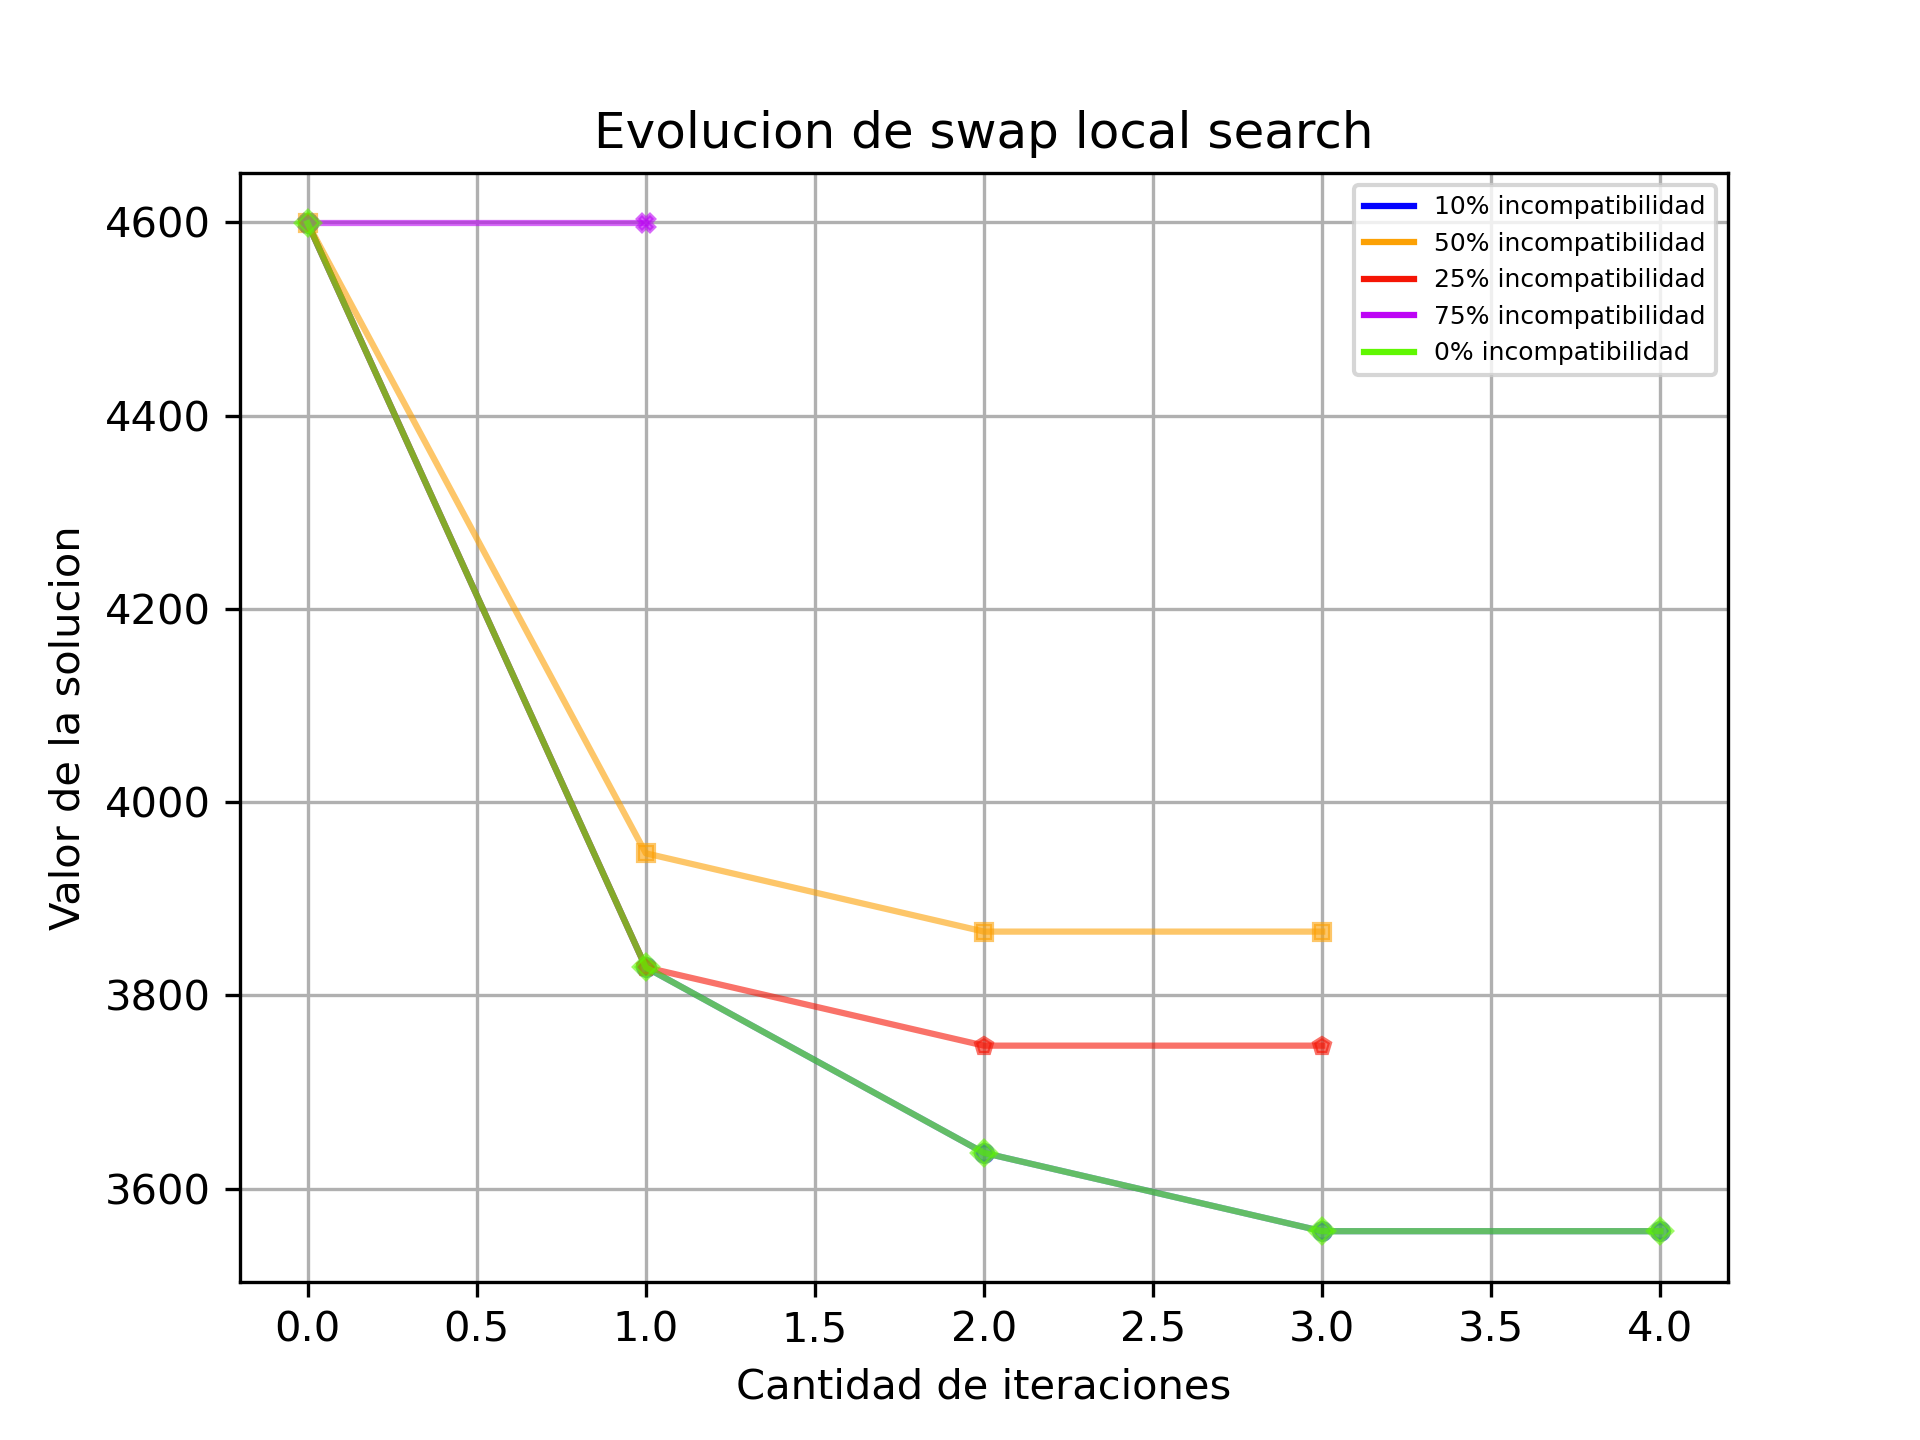 Evolucion de swap local search
4600
4400
4200
4000
3800
3600
Valor de la solucion
10% incompatibilidad
50% incompatibilidad
25% incompatibilidad
75% incompatibilidad
0% incompatibilidad
0.0 0.5 1.0 1.5 2.0 2.5 3.0 3.5 4.0
Cantidad de iteraciones